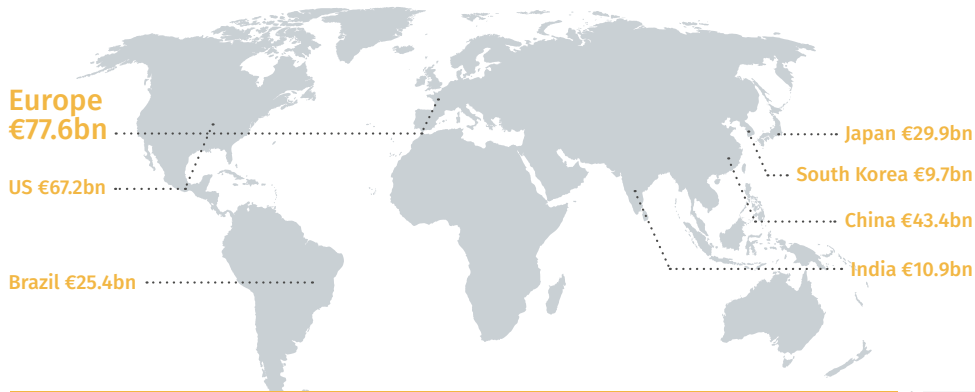 Europe
€77.6bn
US €67.2bn
Brazil €25.4bn
Japan €29.9bn
South Korea €9.7bn
China €43.4bn
India €10.9bn